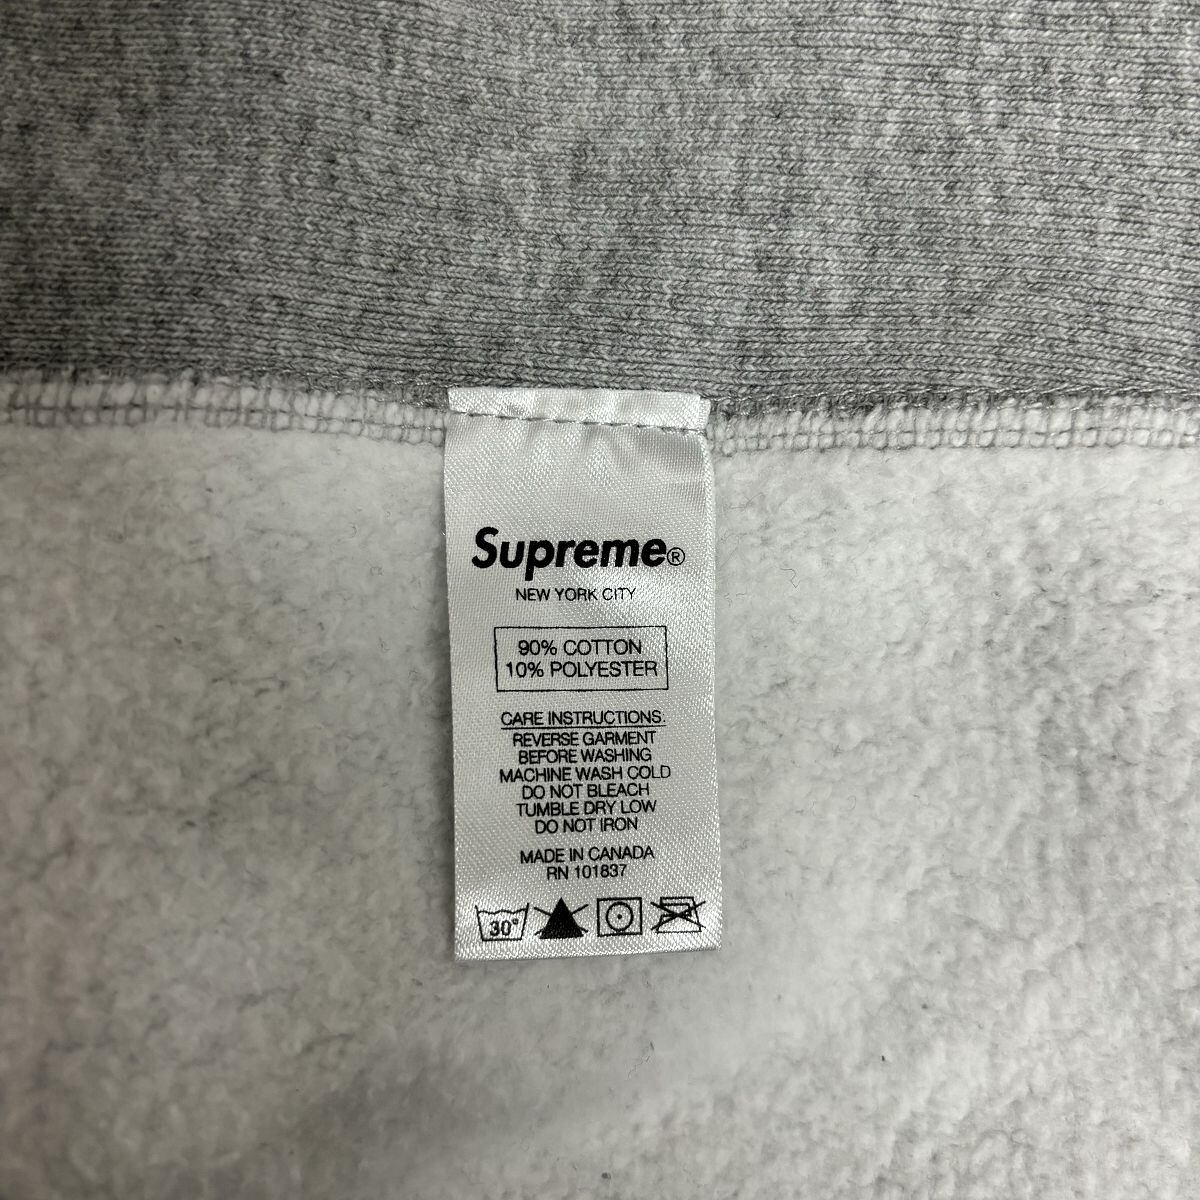 Supreme®
NEW YORK CITY
90% COTTON
10% POLYESTER
CARE INSTRUCTIONS.
REVERSE GARMENT
BEFORE WASHING
MACHINE WASH COLD
DO NOT BLEACH
TUMBLE DRY LOW
DO NOT IRON
MADE IN CANADA
RN 101837
30°